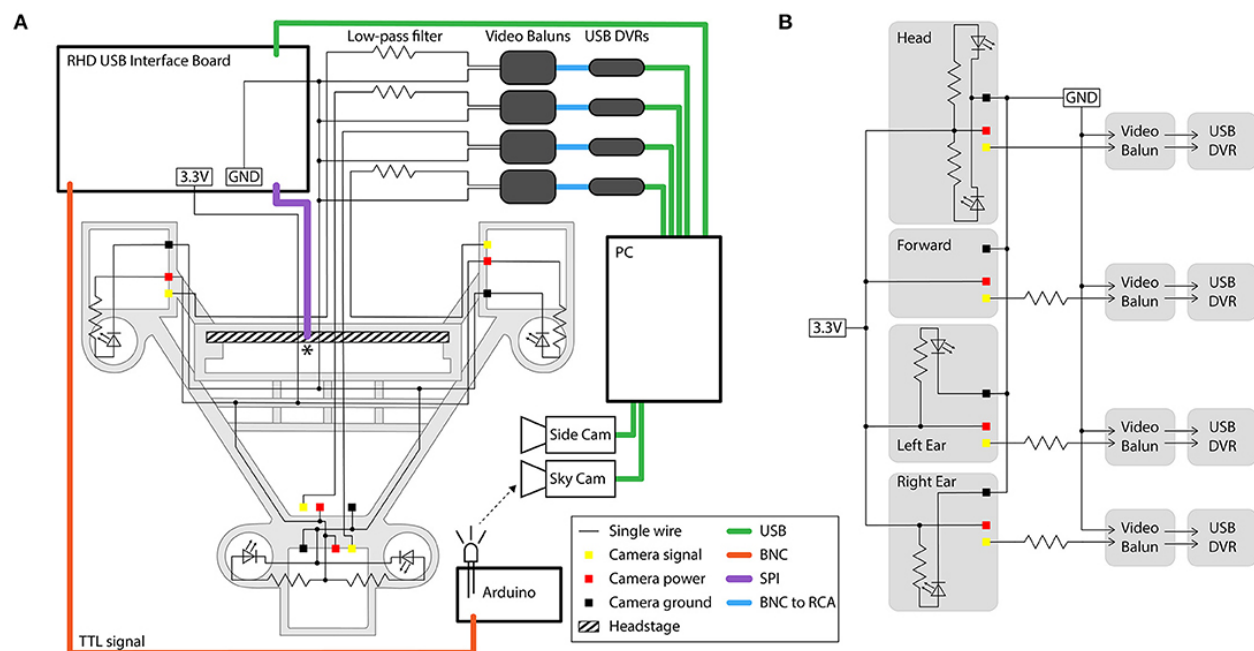 A
RHD USB Interface Board
Low-pass filter
Video Baluns
USB DVRs
3.3V
GND
PC
*
Side Cam
Sky Cam
Arduino
TTL signal
Single wire
Camera signal
Camera power
Camera ground
Headstage
USB
BNC
SPI
BNC to RCA
B
Head
GND
Video
Balun
USB
DVR
Forward
Video
Balun
USB
DVR
3.3V
Left Ear
Video
Balun
USB
DVR
Right Ear
Video
Balun
USB
DVR